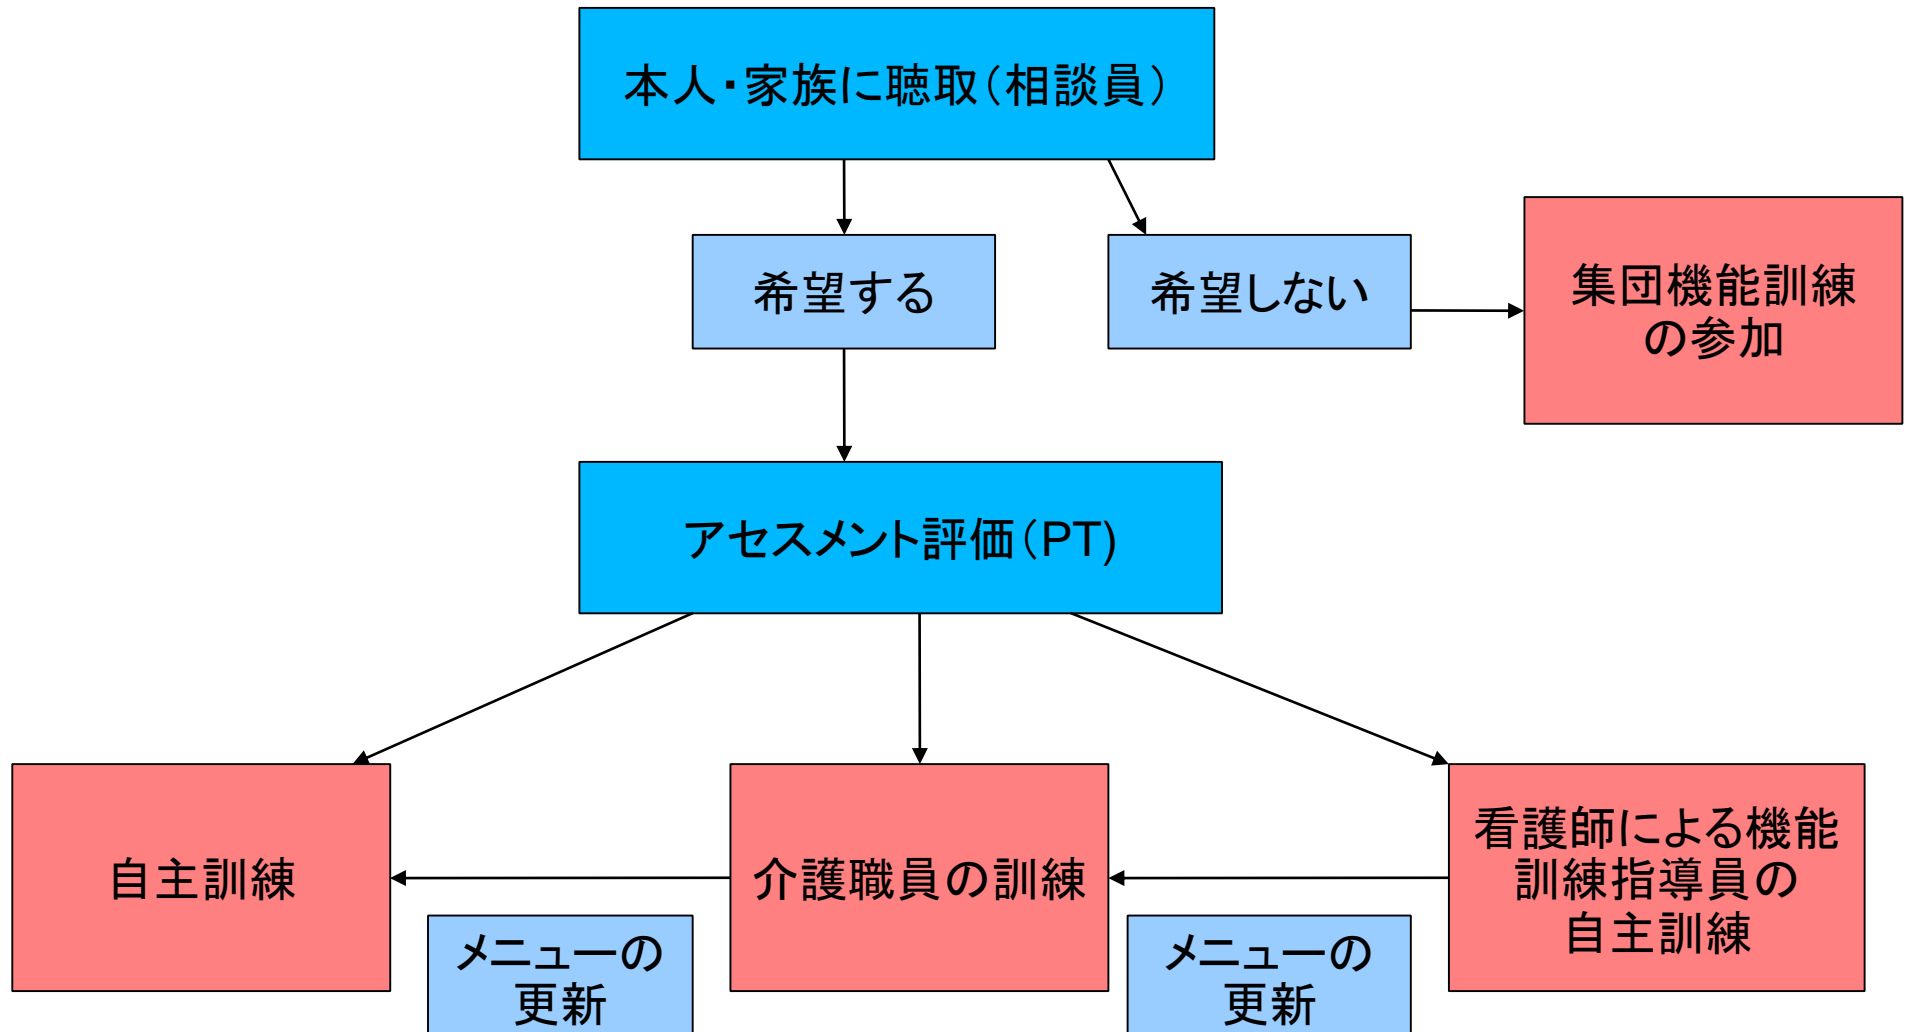 本人・家族に聴取（相談員）
希望する
希望しない
集団機能訓練
の参加
アセスメント評価（PT)
自主訓練
介護職員の訓練
看護師による機能
訓練指導員の
自主訓練
メニューの
更新
メニューの
更新